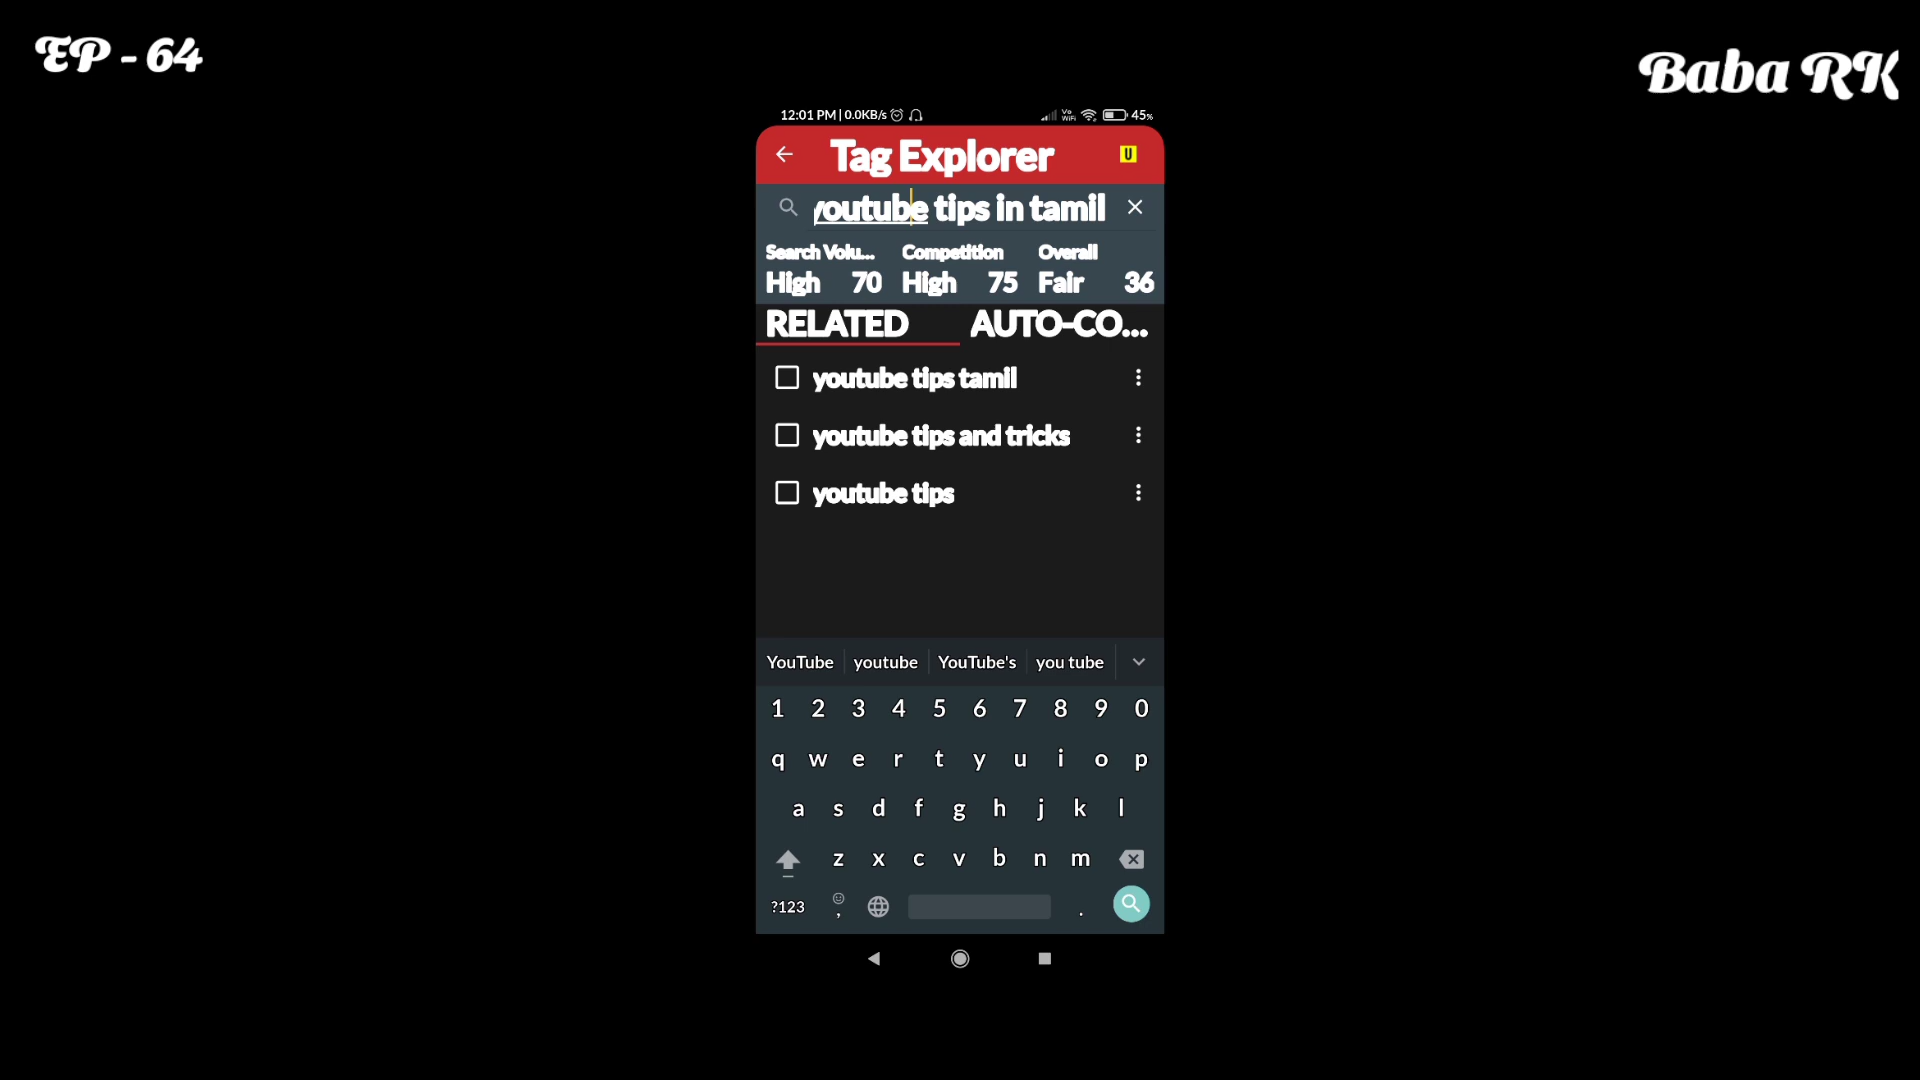 EP - 64
Baba RK
12:01 PM | 0.0KB/s Vo WiFi 45%
Tag Explorer U
youtube tips in tamil
Search Volu... Competition Overall
High 70 High 75 Fair 36
RELATED AUTO-CO...
youtube tips tamil
youtube tips and tricks
youtube tips
YouTube youtube YouTube's you tube
1 2 3 4 5 6 7 8 9 0
q w e r t y u i o p
a s d f g h j k l
z x c v b n m
?123 , .